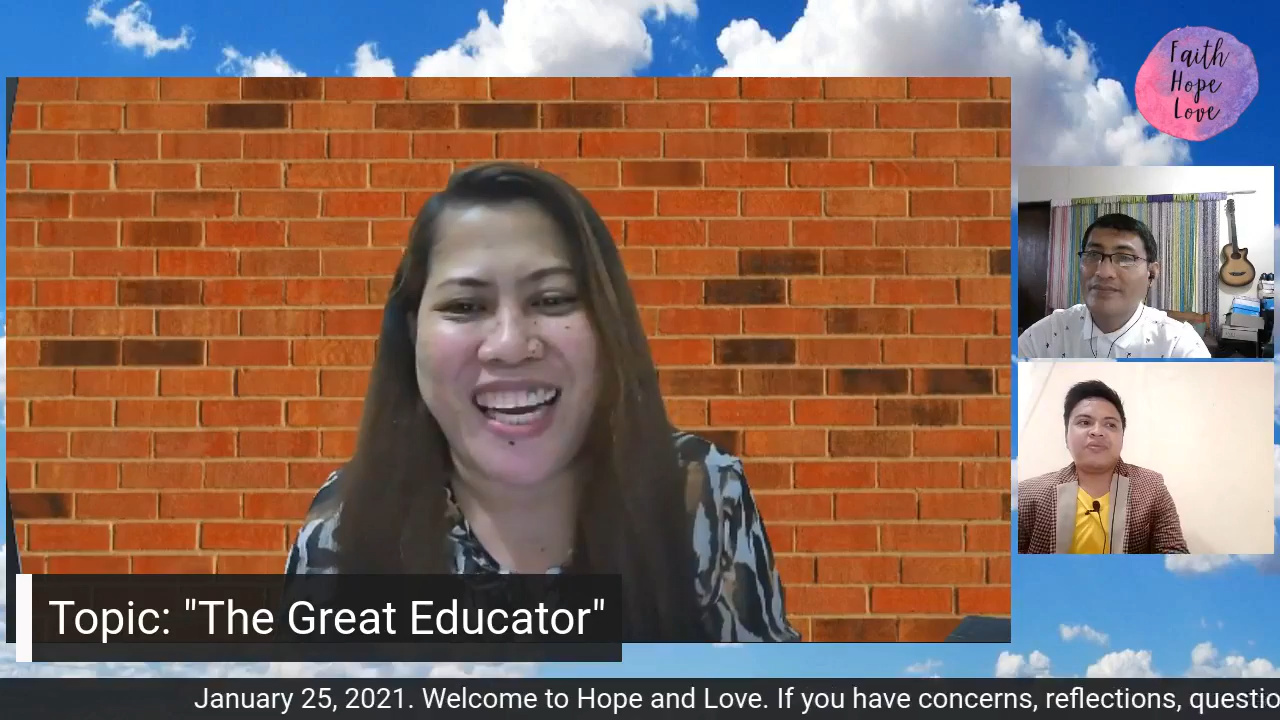 Faith
Hope
Love
Topic: "The Great Educator"
January 25, 2021. Welcome to Hope and Love. If you have concerns, reflections, questio